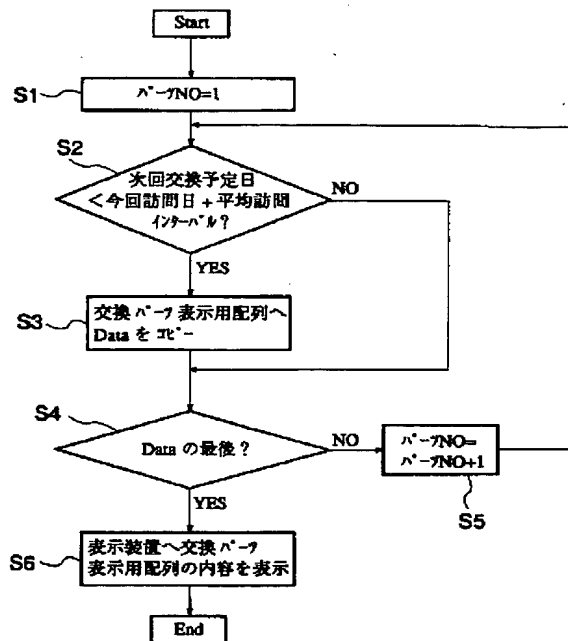 Start
S1
パーツNO=1
S2
次回交換予定日
<今回訪問日+平均訪問
インターバル?
NO
YES
S3
交換パーツ表示用配列へ
Dataをコピー
S4
Dataの最後?
NO
パーツNO=
パーツNO+1
S5
YES
S6
表示装置へ交換パーツ
表示用配列の内容を表示
End